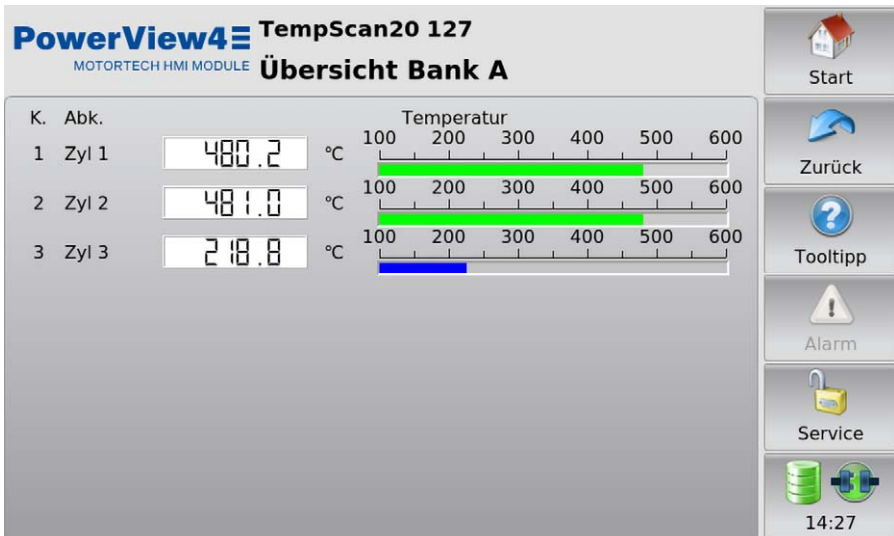 PowerView4
MOTORTECH HMI MODULE
TempScan20 127
Übersicht Bank A
K. Abk. Temperatur
100 200 300 400 500 600
1 Zyl 1 480.2 °C
100 200 300 400 500 600
2 Zyl 2 481.0 °C
100 200 300 400 500 600
3 Zyl 3 218.8 °C
Start
Zurück
Tooltipp
Alarm
Service
14:27